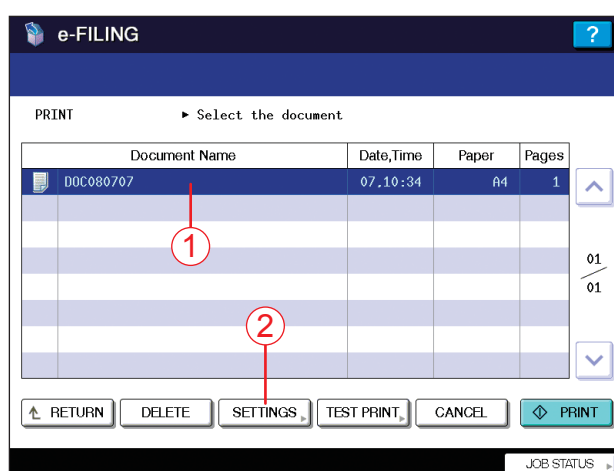 e-FILING ?
PRINT ► Select the document
Document Name Date,Time Paper Pages
DOC080707 07.10:34 A4 1
1
01
01
2
RETURN DELETE SETTINGS TEST PRINT CANCEL PRINT
JOB STATUS